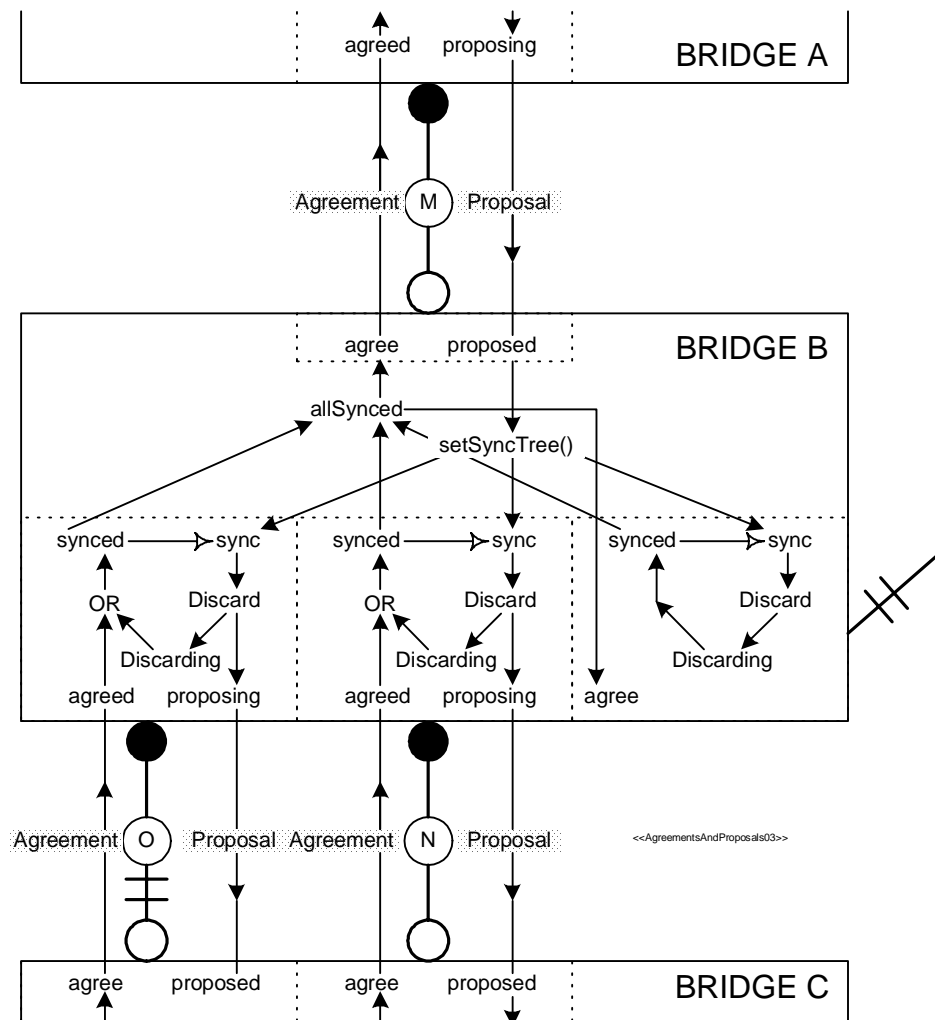 agreed proposing BRIDGE A
Agreement M Proposal
agree proposed BRIDGE B
allSynced
setSyncTree()
synced sync synced sync synced sync
OR Discard OR Discard Discard
Discarding Discarding Discarding
agreed proposing agreed proposing agree
Agreement O Proposal Agreement N Proposal <<AgreementsAndProposals03>>
agree proposed agree proposed BRIDGE C